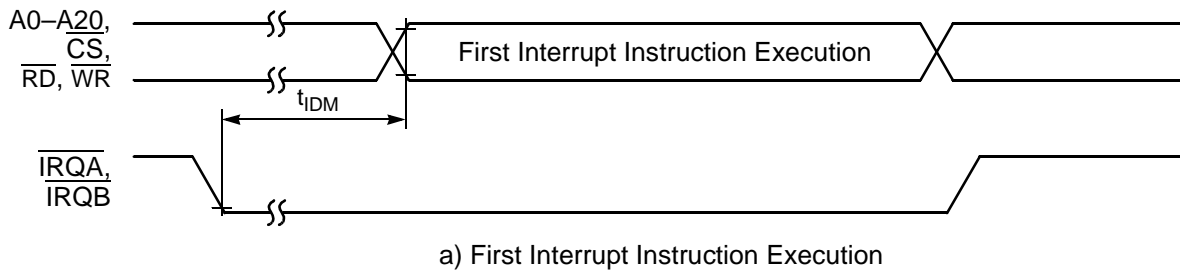 A0–A20,
CS,
RD, WR
First Interrupt Instruction Execution
tIDM
IRQA,
IRQB
a) First Interrupt Instruction Execution